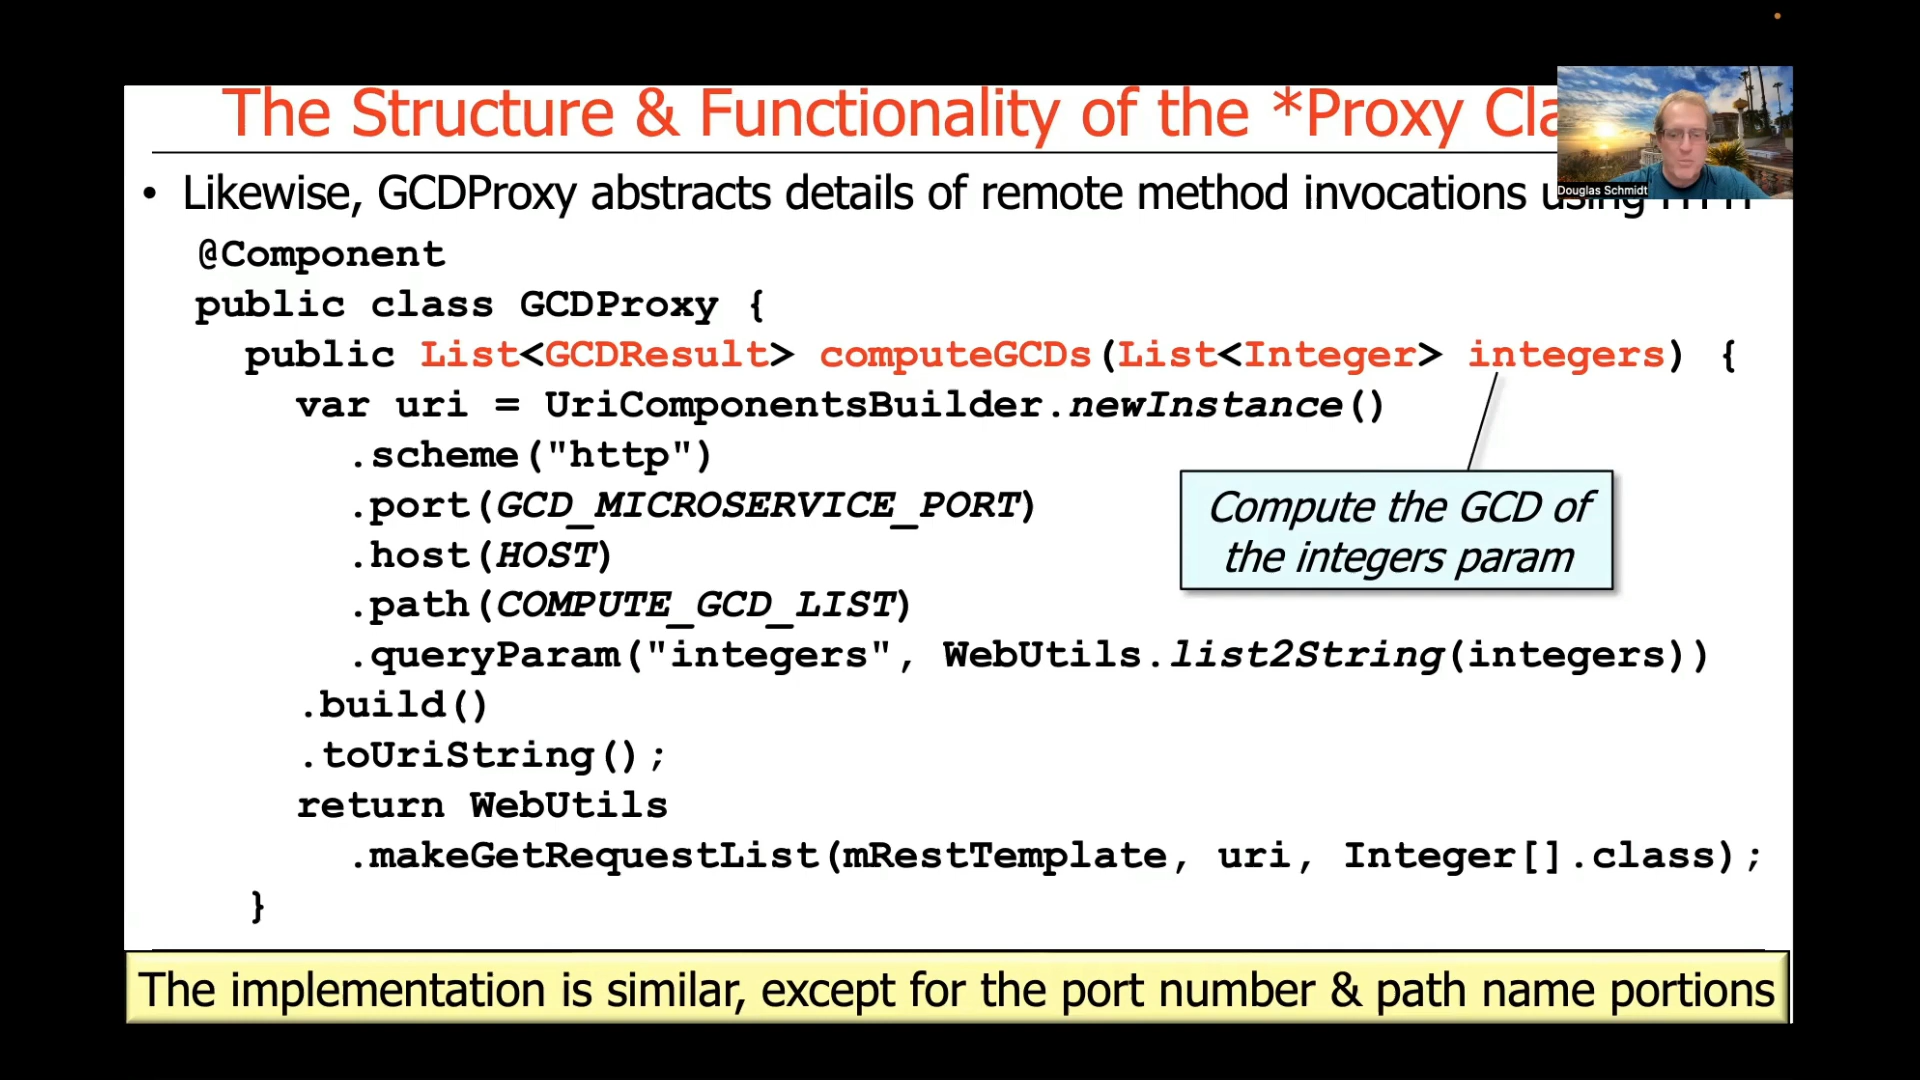 The Structure & Functionality of the *Proxy Cla
Douglas Schmidt
• Likewise, GCDProxy abstracts details of remote method invocations using
@Component
public class GCDProxy {
public List<GCDResult> computeGCDs(List<Integer> integers) {
var uri = UriComponentsBuilder.newInstance()
.scheme("http")
.port(GCD_MICROSERVICE_PORT)
.host(HOST)
.path(COMPUTE_GCD_LIST)
.queryParam("integers", WebUtils.list2String(integers))
.build()
.toUriString();
return WebUtils
.makeGetRequestList(mRestTemplate, uri, Integer[].class);
}
Compute the GCD of
the integers param
The implementation is similar, except for the port number & path name portions